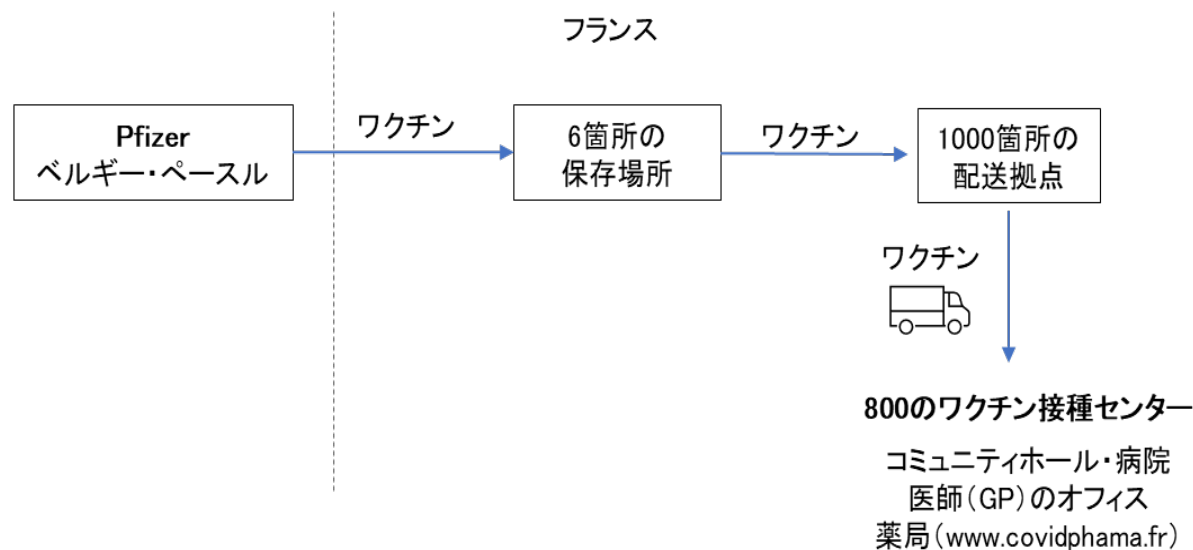 フランス
Pfizer
ベルギー・ペースル
ワクチン
6箇所の
保存場所
ワクチン
1000箇所の
配送拠点
ワクチン
800のワクチン接種センター
コミュニティホール・病院
医師(GP)のオフィス
薬局(www.covidphama.fr)